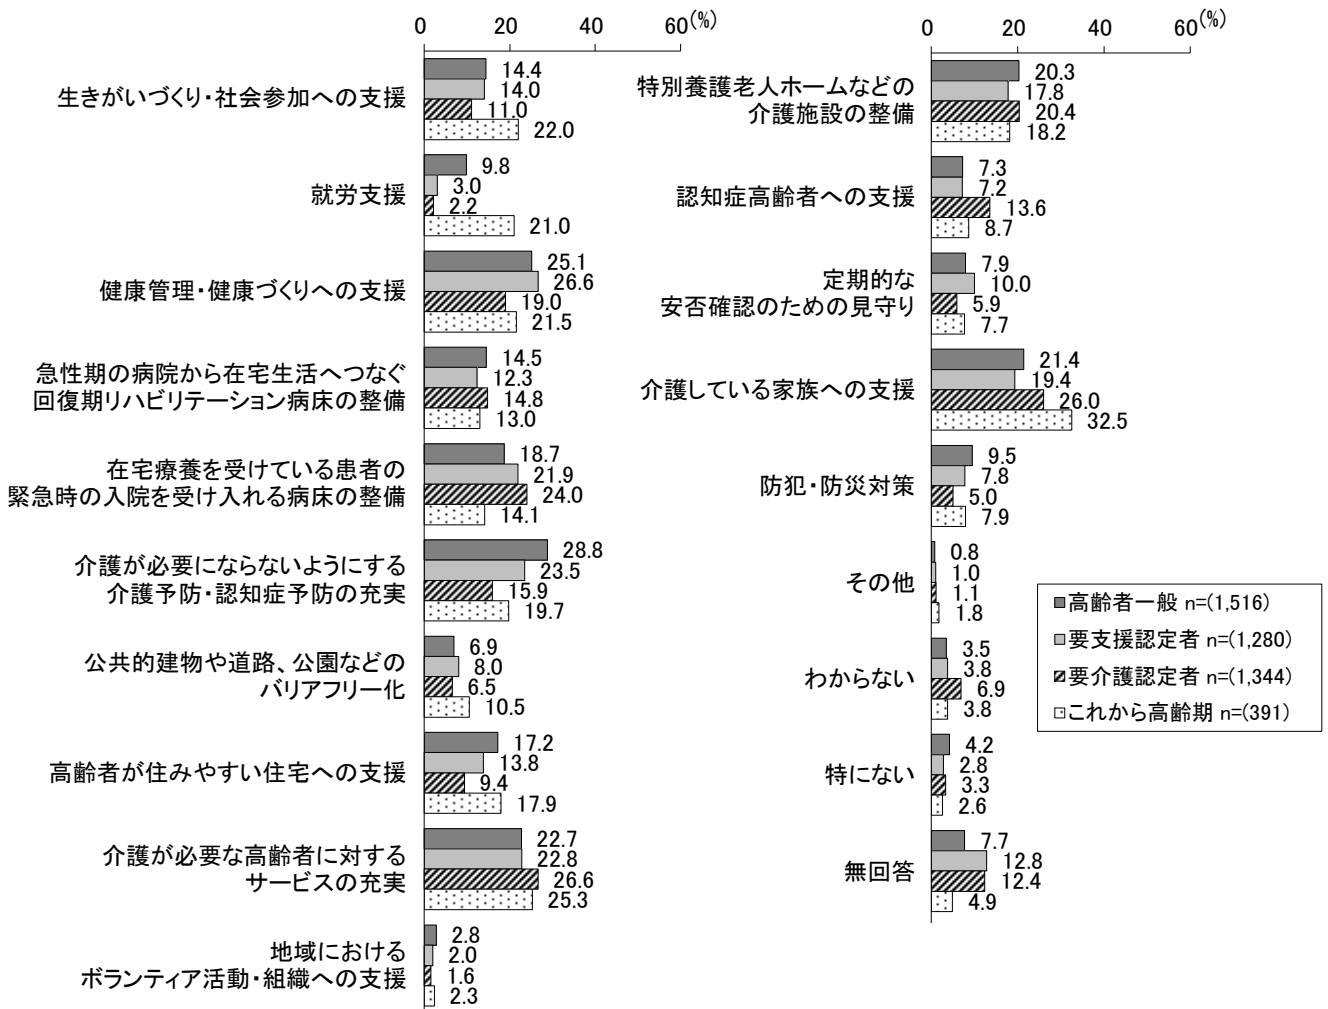 0
20
40
60(%)
生きがいづくり・社会参加への支援
14.4
14.0
11.0
22.0
就労支援
9.8
3.0
2.2
21.0
健康管理・健康づくりへの支援
25.1
26.6
19.0
21.5
急性期の病院から在宅生活へつなぐ
回復期リハビリテーション病床の整備
14.5
12.3
14.8
13.0
在宅療養を受けている患者の
緊急時の入院を受け入れる病床の整備
18.7
21.9
24.0
14.1
介護が必要にならないようにする
介護予防・認知症予防の充実
28.8
23.5
15.9
19.7
公共的建物や道路、公園などの
バリアフリー化
6.9
8.0
6.5
10.5
高齢者が住みやすい住宅への支援
17.2
13.8
9.4
17.9
介護が必要な高齢者に対する
サービスの充実
22.7
22.8
26.6
25.3
地域における
ボランティア活動・組織への支援
2.8
2.0
1.6
2.3
0
20
40
60(%)
特別養護老人ホームなどの
介護施設の整備
20.3
17.8
20.4
18.2
認知症高齢者への支援
7.3
7.2
13.6
8.7
定期的な
安否確認のための見守り
7.9
10.0
5.9
7.7
介護している家族への支援
21.4
19.4
26.0
32.5
防犯・防災対策
9.5
7.8
5.0
7.9
その他
0.8
1.0
1.1
1.8
わからない
3.5
3.8
6.9
3.8
特にない
4.2
2.8
3.3
2.6
無回答
7.7
12.8
12.4
4.9
高齢者一般 n=(1,516)
要支援認定者 n=(1,280)
要介護認定者 n=(1,344)
これから高齢期 n=(391)